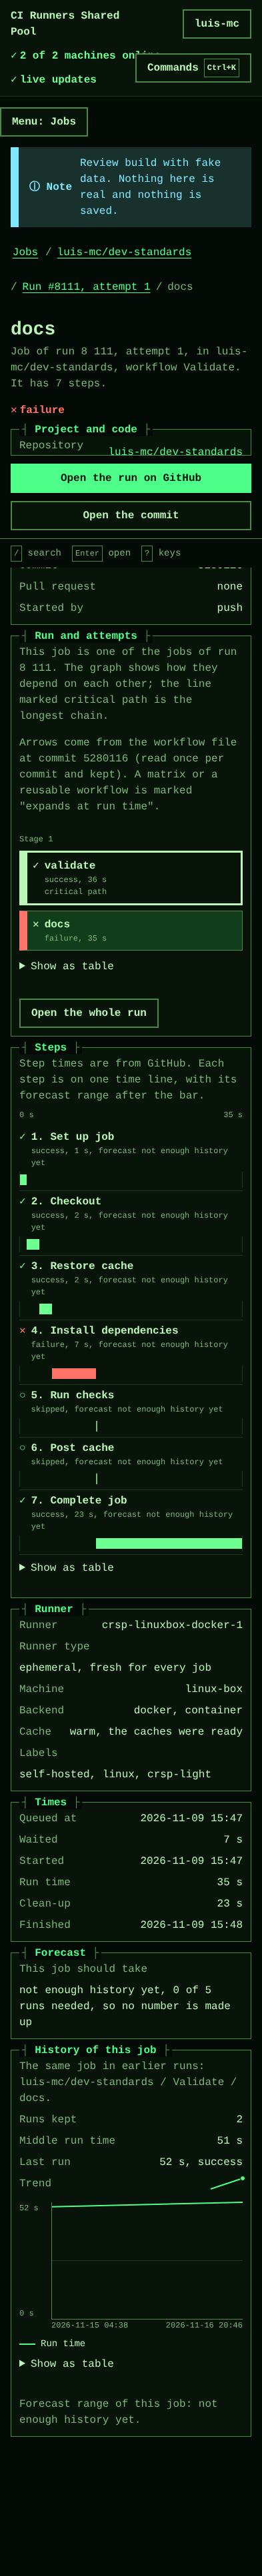 CI Runners Shared
Pool
luis-mc
✓ 2 of 2 machines online
Commands Ctrl+K
✓ live updates
Menu: Jobs
ⓘ Note
Review build with fake
data. Nothing here is
real and nothing is
saved.
Jobs / luis-mc/dev-standards
/ Run #8111, attempt 1 / docs
docs
Job of run 8 111, attempt 1, in luis-
mc/dev-standards, workflow Validate.
It has 7 steps.
× failure
Project and code
Repository
luis-mc/dev-standards
Open the run on GitHub
Open the commit
/ search Enter open ? keys
Pull request none
Started by push
Run and attempts
This job is one of the jobs of run
8 111. The graph shows how they
depend on each other; the line
marked critical path is the
longest chain.
Arrows come from the workflow file
at commit 5280116 (read once per
commit and kept). A matrix or a
reusable workflow is marked
"expands at run time".
Stage 1
✓ validate
success, 36 s
critical path
× docs
failure, 35 s
▶ Show as table
Open the whole run
Steps
Step times are from GitHub. Each
step is on one time line, with its
forecast range after the bar.
0 s 35 s
✓ 1. Set up job
success, 1 s, forecast not enough history
yet
✓ 2. Checkout
success, 2 s, forecast not enough history
yet
✓ 3. Restore cache
success, 2 s, forecast not enough history
yet
× 4. Install dependencies
failure, 7 s, forecast not enough history
yet
○ 5. Run checks
skipped, forecast not enough history yet
○ 6. Post cache
skipped, forecast not enough history yet
✓ 7. Complete job
success, 23 s, forecast not enough history
yet
▶ Show as table
Runner
Runner crsp-linuxbox-docker-1
Runner type
ephemeral, fresh for every job
Machine linux-box
Backend docker, container
Cache warm, the caches were ready
Labels
self-hosted, linux, crsp-light
Times
Queued at 2026-11-09 15:47
Waited 7 s
Started 2026-11-09 15:47
Run time 35 s
Clean-up 23 s
Finished 2026-11-09 15:48
Forecast
This job should take
not enough history yet, 0 of 5
runs needed, so no number is made
up
History of this job
The same job in earlier runs:
luis-mc/dev-standards / Validate /
docs.
Runs kept 2
Middle run time 51 s
Last run 52 s, success
Trend
52 s
0 s
2026-11-15 04:38 2026-11-16 20:46
Run time
▶ Show as table
Forecast range of this job: not
enough history yet.